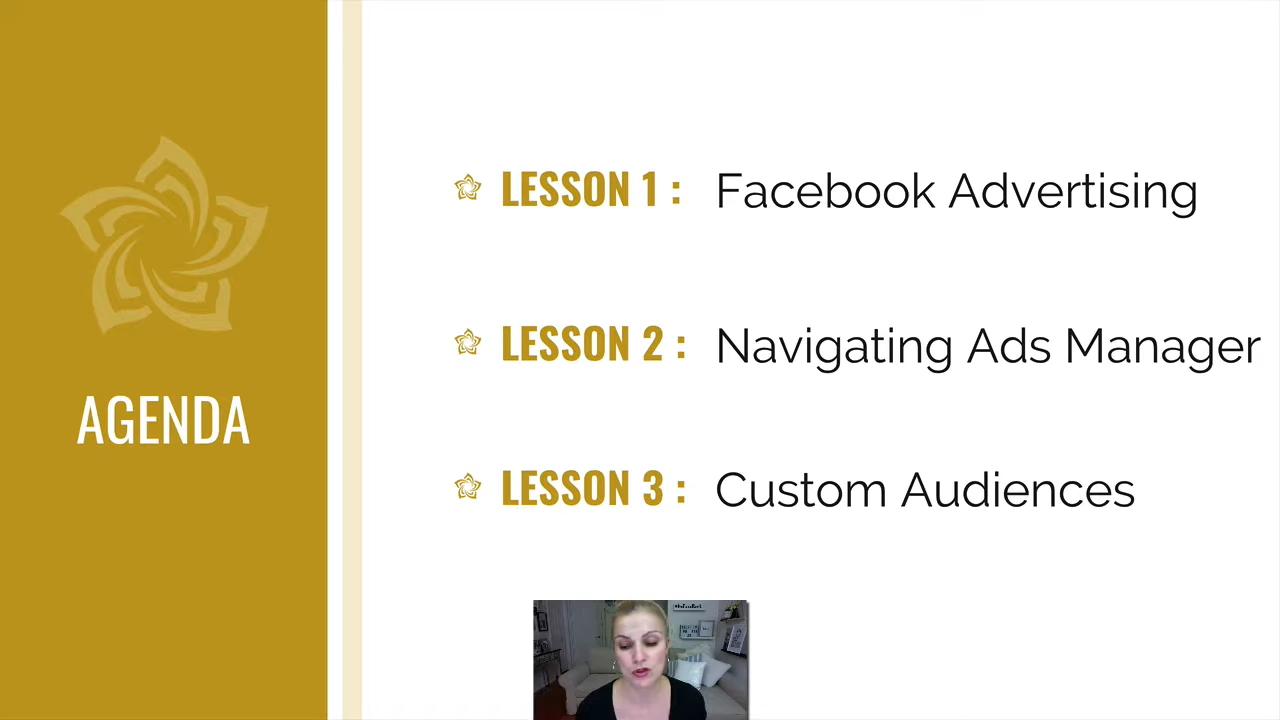 AGENDA
LESSON 1 : Facebook Advertising
LESSON 2 : Navigating Ads Manager
LESSON 3 : Custom Audiences